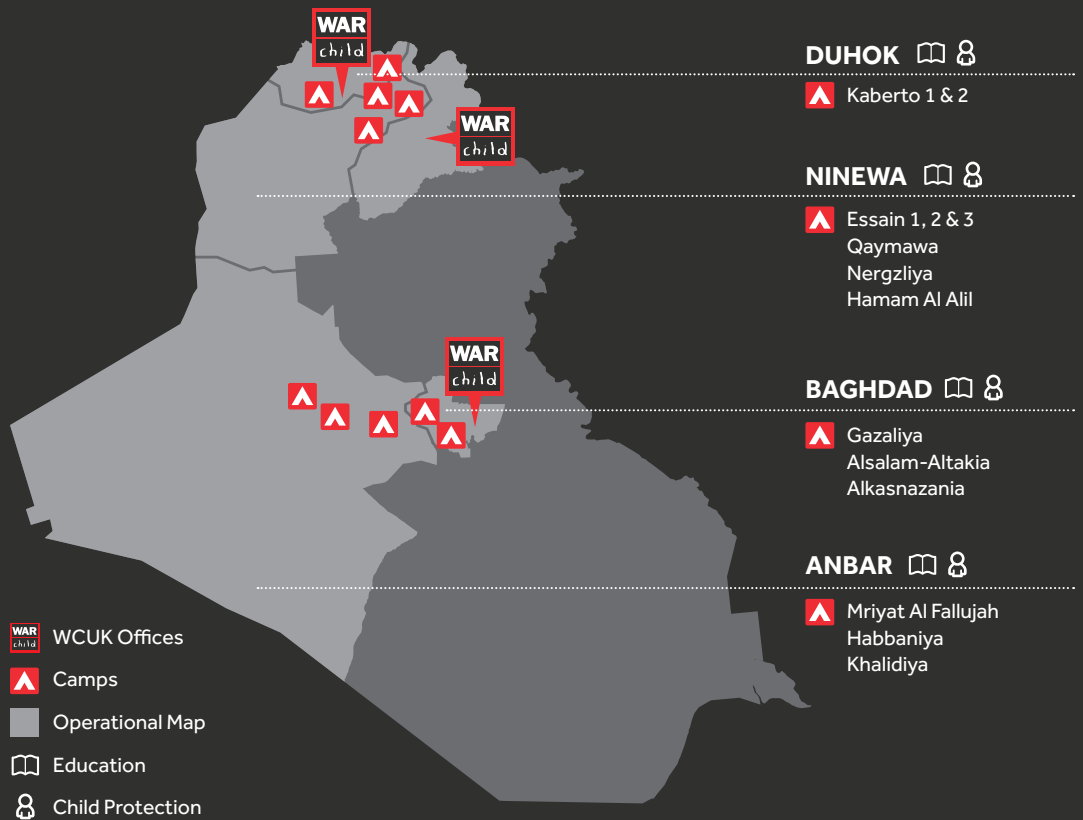 WAR
child
WAR
child
WAR
child
DUHOK
Kaberto 1 & 2
NINEWA
Essain 1, 2 & 3
Qaymawa
Nergzliya
Hamam Al Alil
BAGHDAD
Gazaliya
Alsalam-Altakia
Alkasnazania
ANBAR
Mriyat Al Fallujah
Habbaniya
Khalidiya
WAR
child
WCUK Offices
Camps
Operational Map
Education
Child Protection